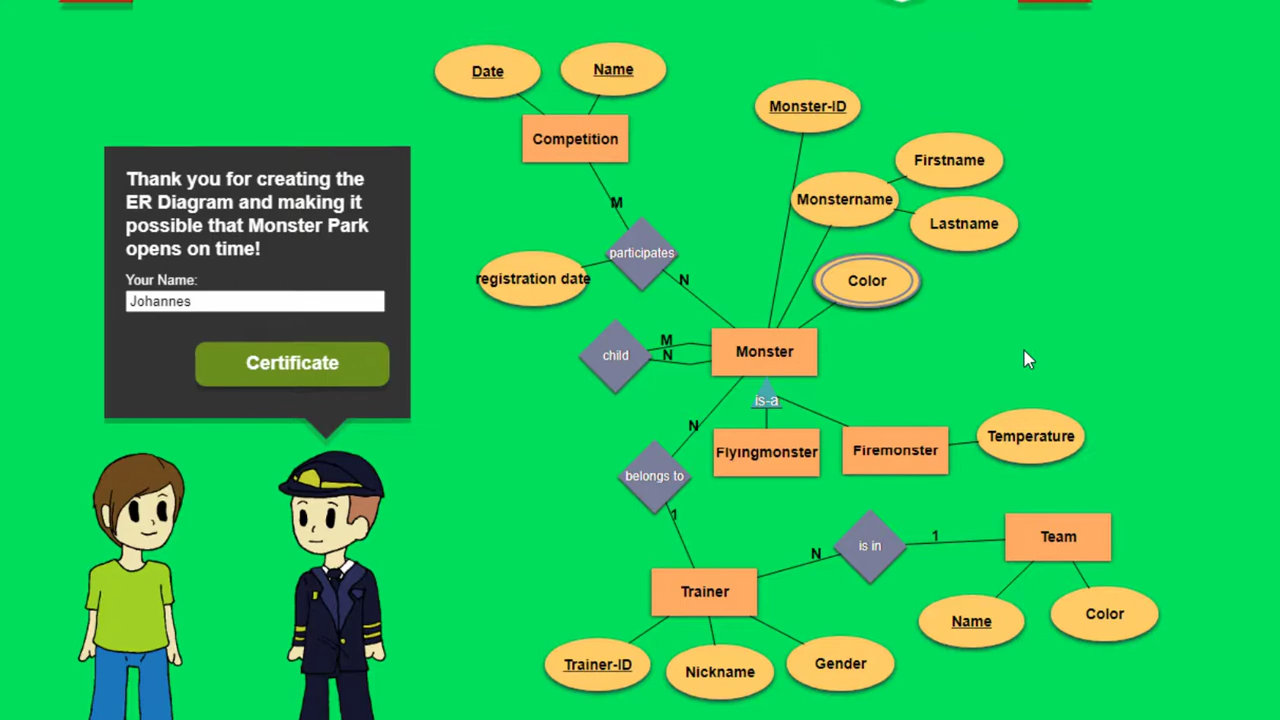 Thank you for creating the
ER Diagram and making it
possible that Monster Park
opens on time!
Your Name:
Johannes
Certificate
Date
Name
Competition
M
participates
registration date
N
Monster-ID
Monstername
Firstname
Lastname
Color
child
M
N
Monster
is-a
Flyingmonster
Firemonster
Temperature
N
belongs to
1
Trainer
N
is in
1
Team
Name
Color
Trainer-ID
Nickname
Gender